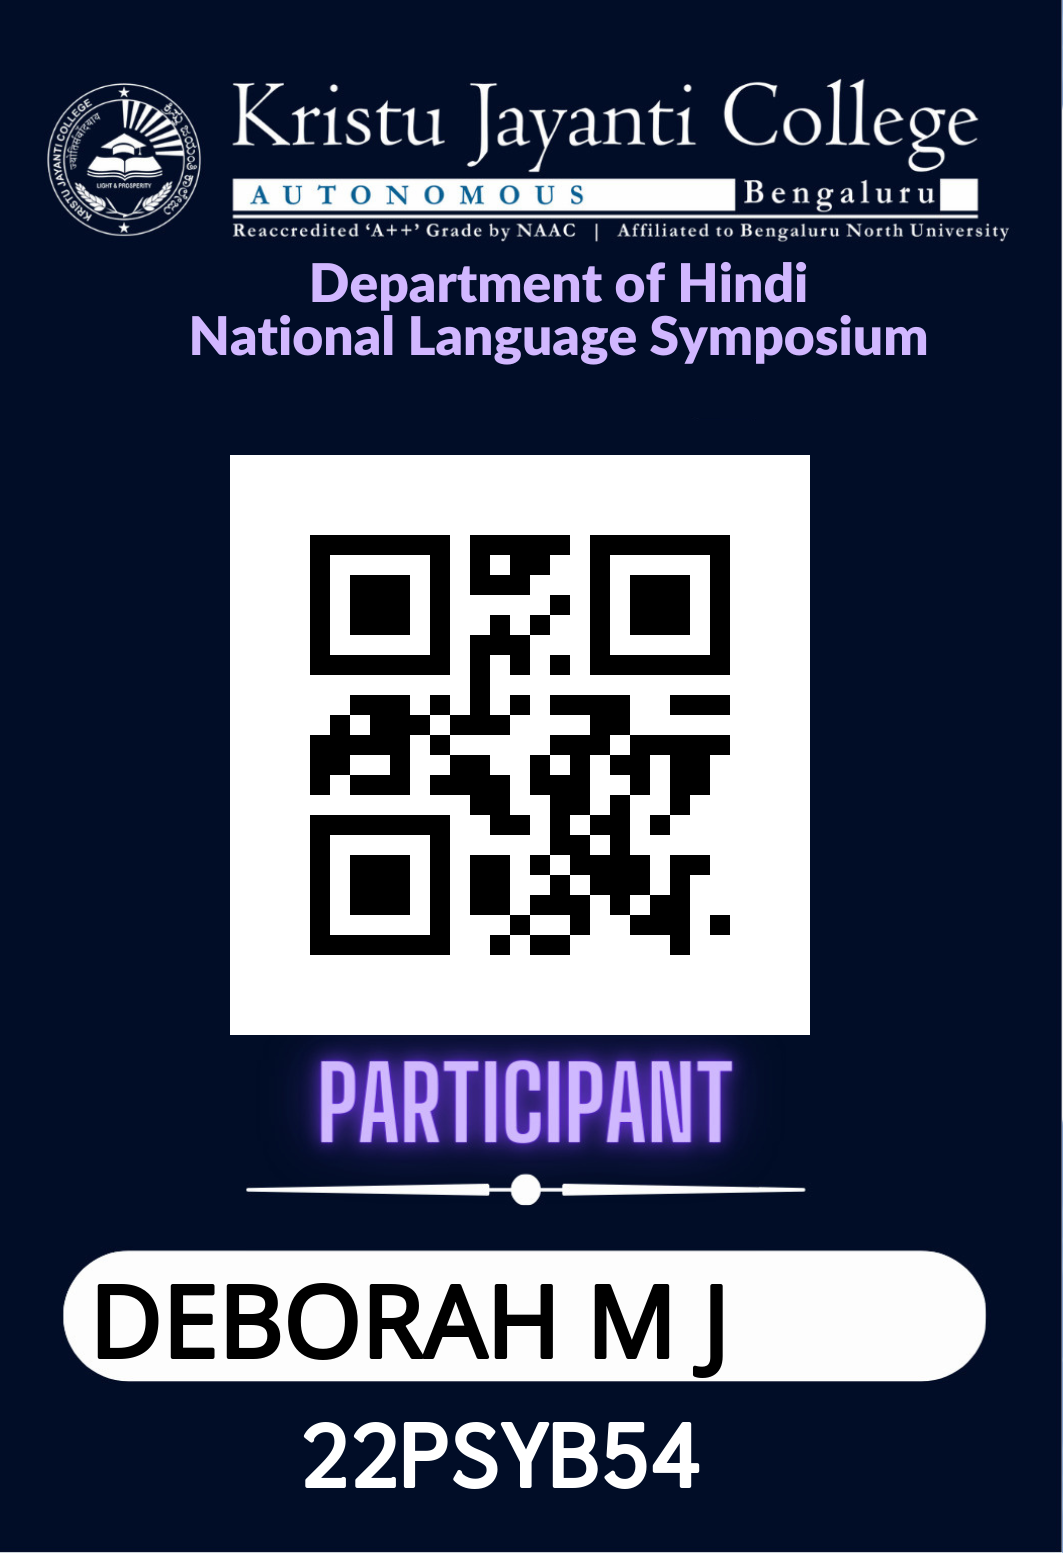 KRISTU JAYANTI COLLEGE
LIGHT & PROSPERITY
Kristu Jayanti College
AUTONOMOUS Bengaluru
Reaccredited ‘A++’ Grade by NAAC | Affiliated to Bengaluru North University
Department of Hindi
National Language Symposium
PARTICIPANT
DEBORAH M J
22PSYB54